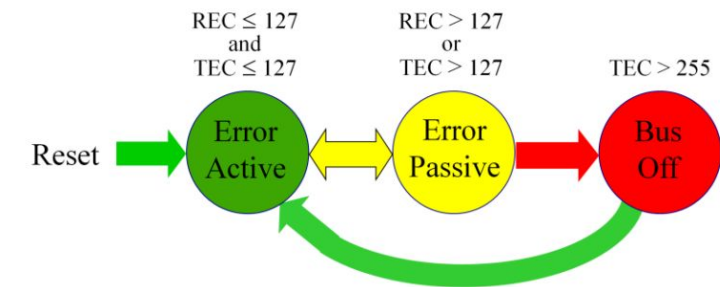 REC ≤ 127
and
TEC ≤ 127
REC > 127
or
TEC > 127
TEC > 255
Reset
Error
Active
Error
Passive
Bus
Off